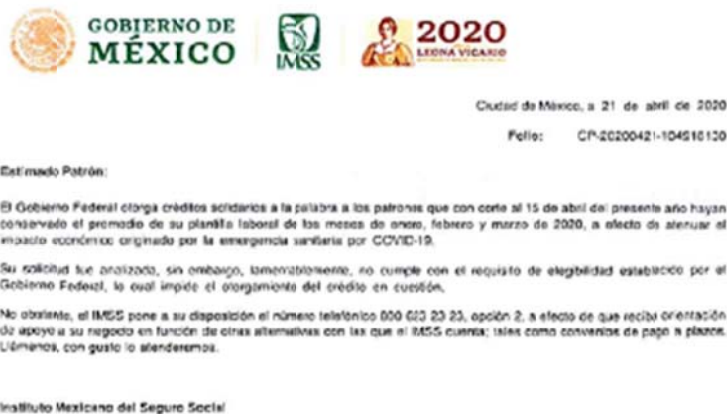 GOBIERNO DE
MÉXICO
IMSS
2020
LEONA VICARIO
Ciudad de México, a 21 de abril de 2020
Folio: CP-20200421-104918130
Estimado Patrón:
El Gobierno Federal otorga créditos solidarios a la palabra a los patrones que con corte al 15 de abril del presente año hayan
conservado el promedio de su plantilla laboral de los meses de enero, febrero y marzo de 2020, a efecto de atenuar el
impacto económico originado por la emergencia sanitaria por COVID-19.
Su solicitud fue analizada, sin embargo, lamentablemente, no cumple con el requisito de elegibilidad establecido por el
Gobierno Federal, lo cual impide el otorgamiento del crédito en cuestión.
No obstante, el IMSS pone a su disposición el número telefónico 800 623 23 23, opción 2, a efecto de que reciba orientación
de apoyo a su negocio en función de otras alternativas con las que el IMSS cuenta; tales como convenios de pago a plazos.
Llámenos, con gusto lo atenderemos.
Instituto Mexicano del Seguro Social